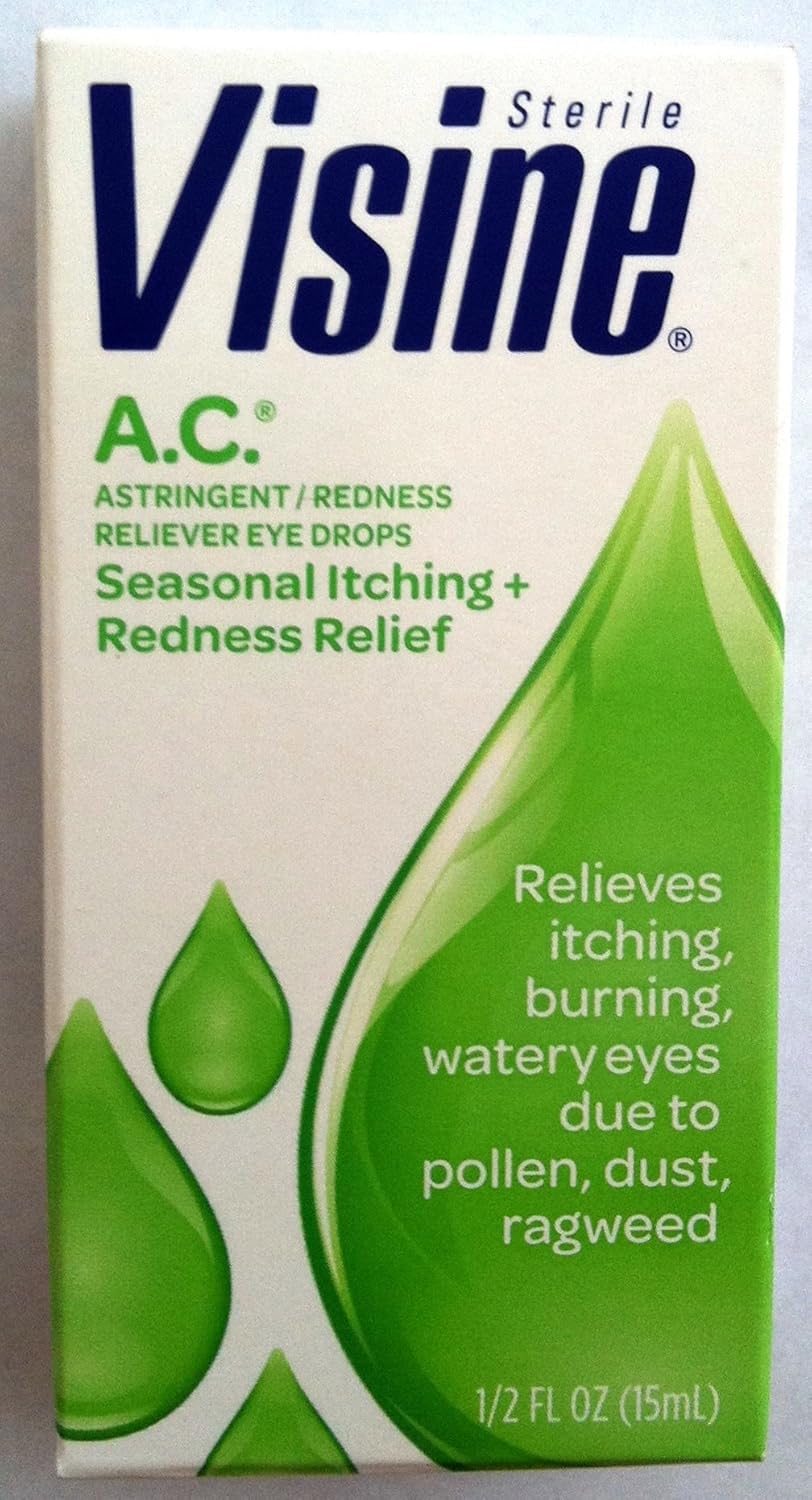 Sterile
Visine®
A.C.®
ASTRINGENT / REDNESS
RELIEVER EYE DROPS
Seasonal Itching +
Redness Relief
Relieves
itching,
burning,
watery eyes
due to
pollen, dust,
ragweed
1/2 FL OZ (15mL)